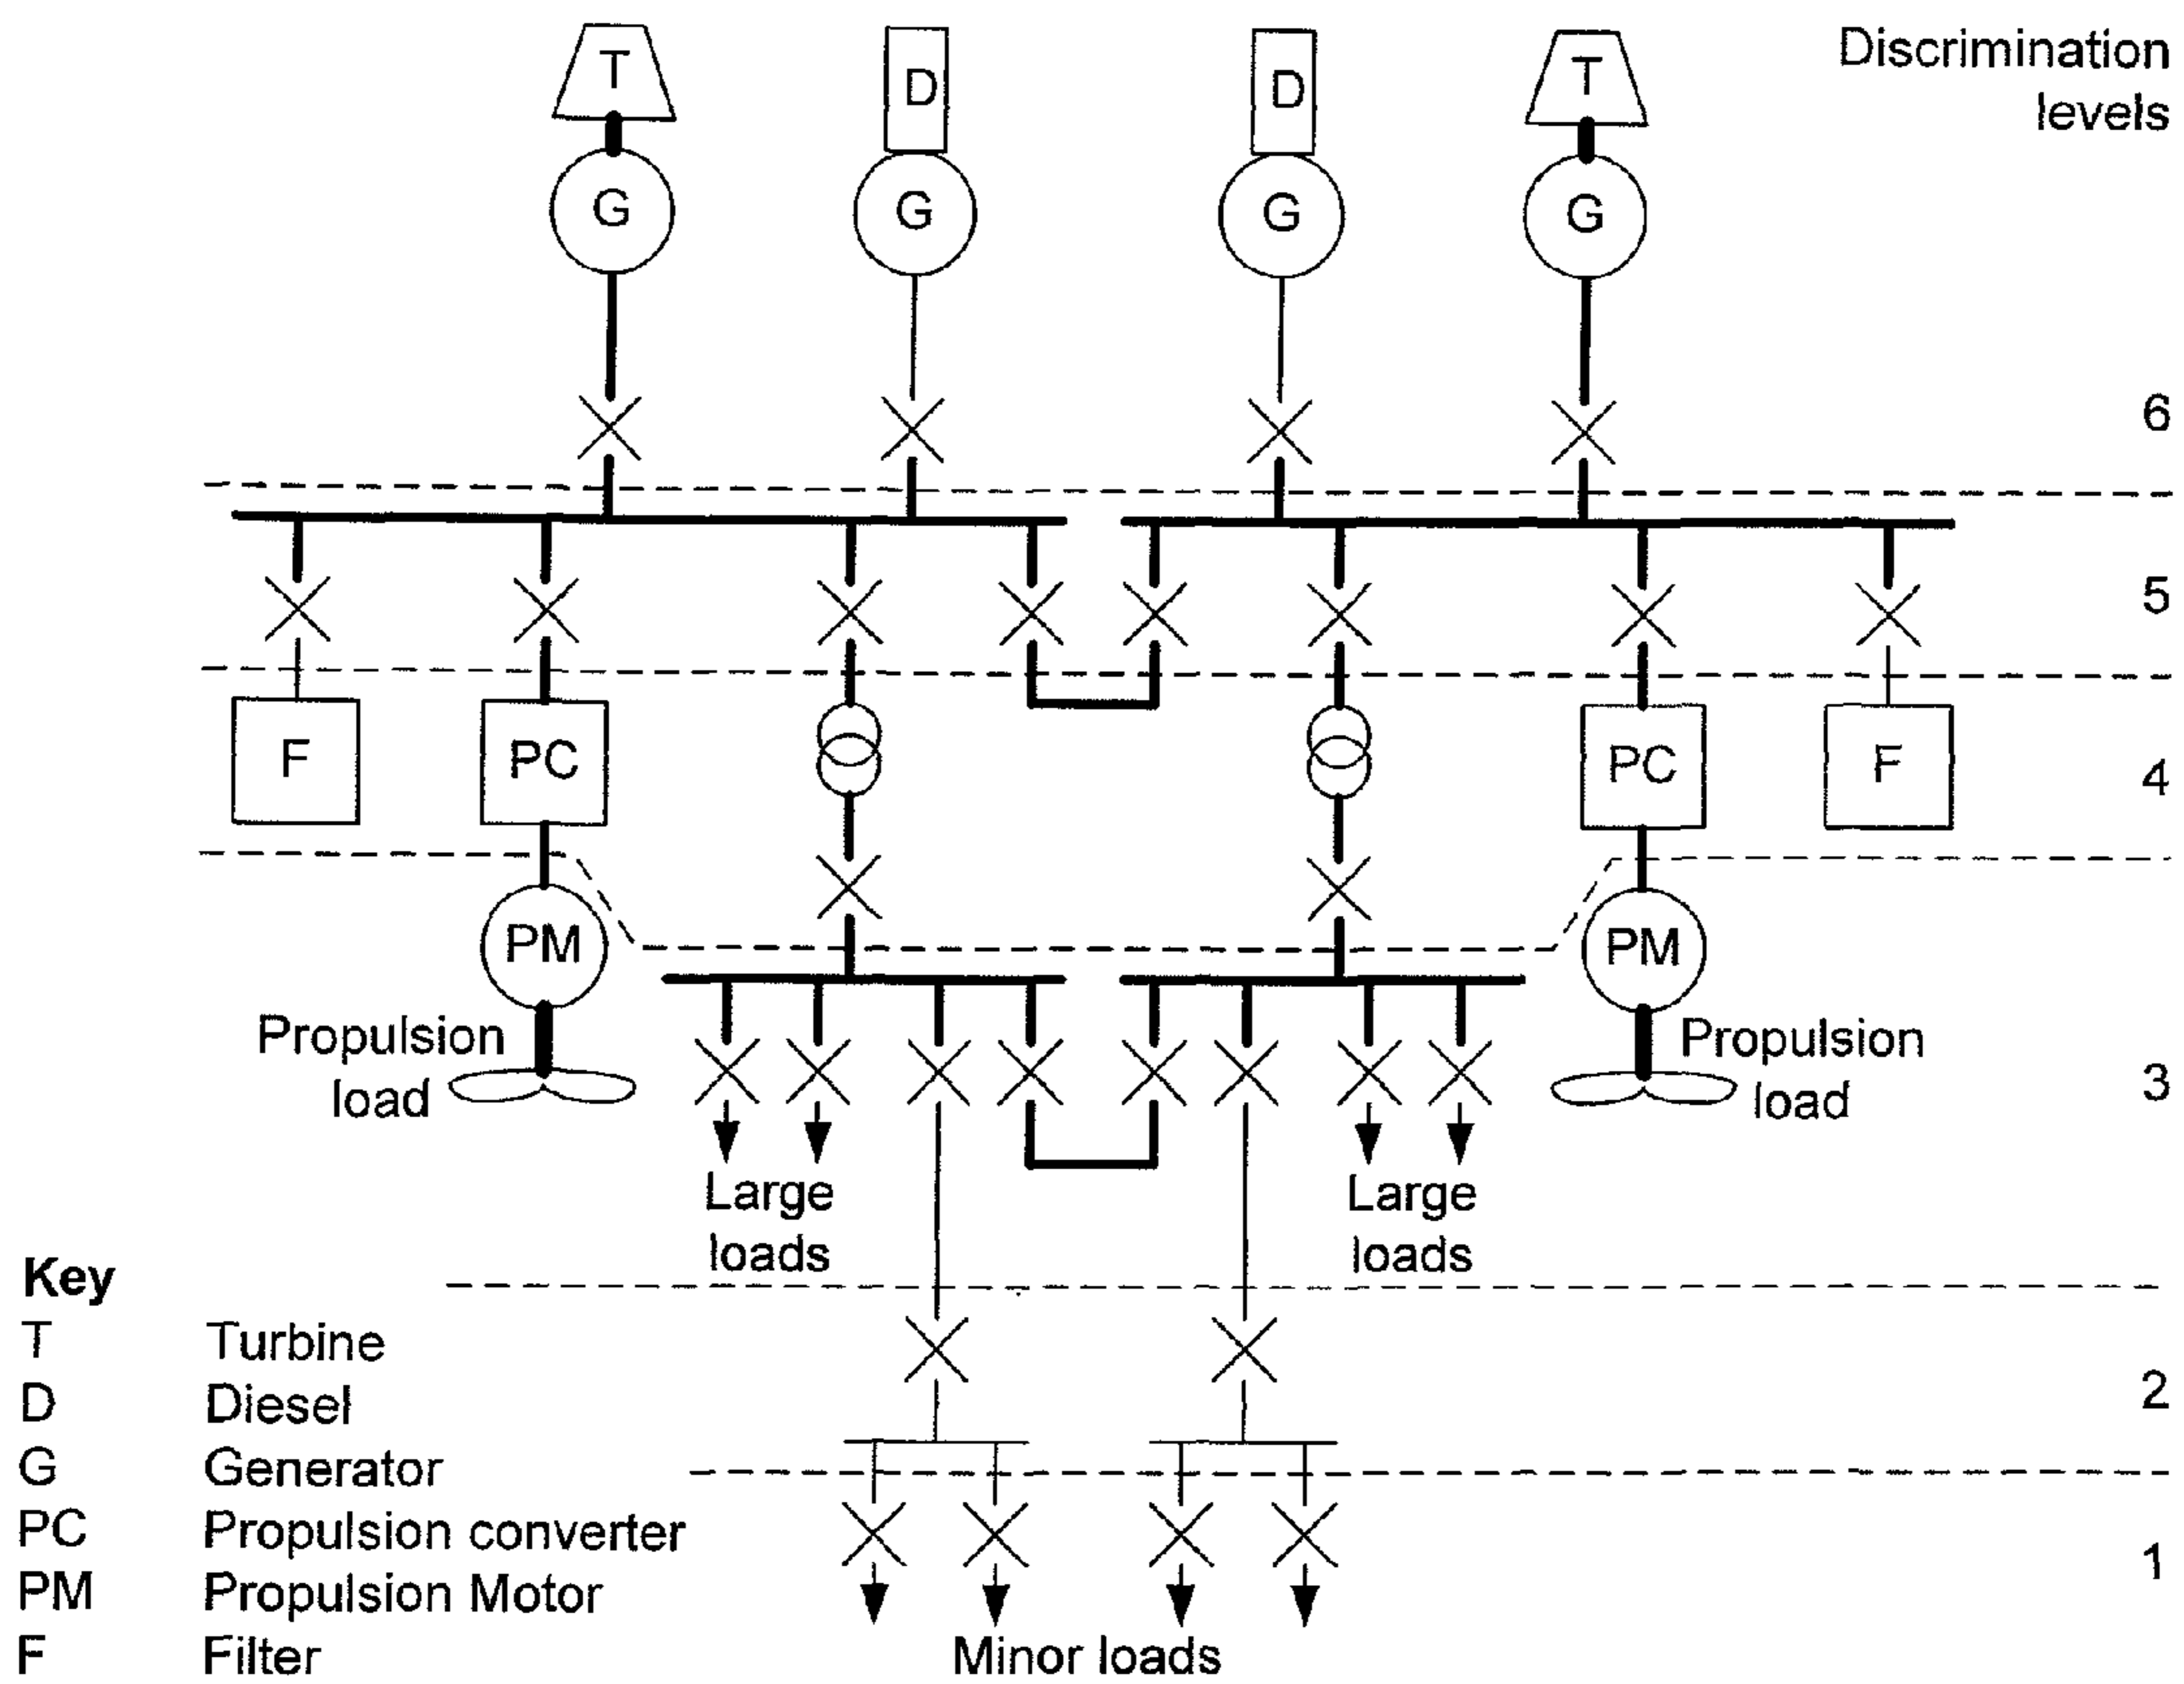 T D D T Discrimination
levels
G G G G
6
5
F PC PC F 4
PM PM
Propulsion Propulsion
load load 3
Large Large
loads loads
Key
T Turbine
D Diesel 2
G Generator
PC Propulsion converter
1
PM Propulsion Motor
F Filter Minor loads